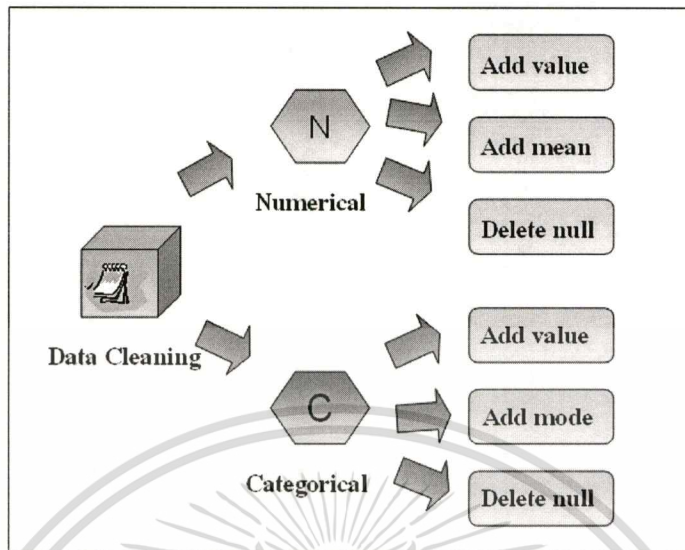 Add value
N
Add mean
Numerical
Delete null
Data Cleaning
Add value
C
Add mode
Categorical
Delete null